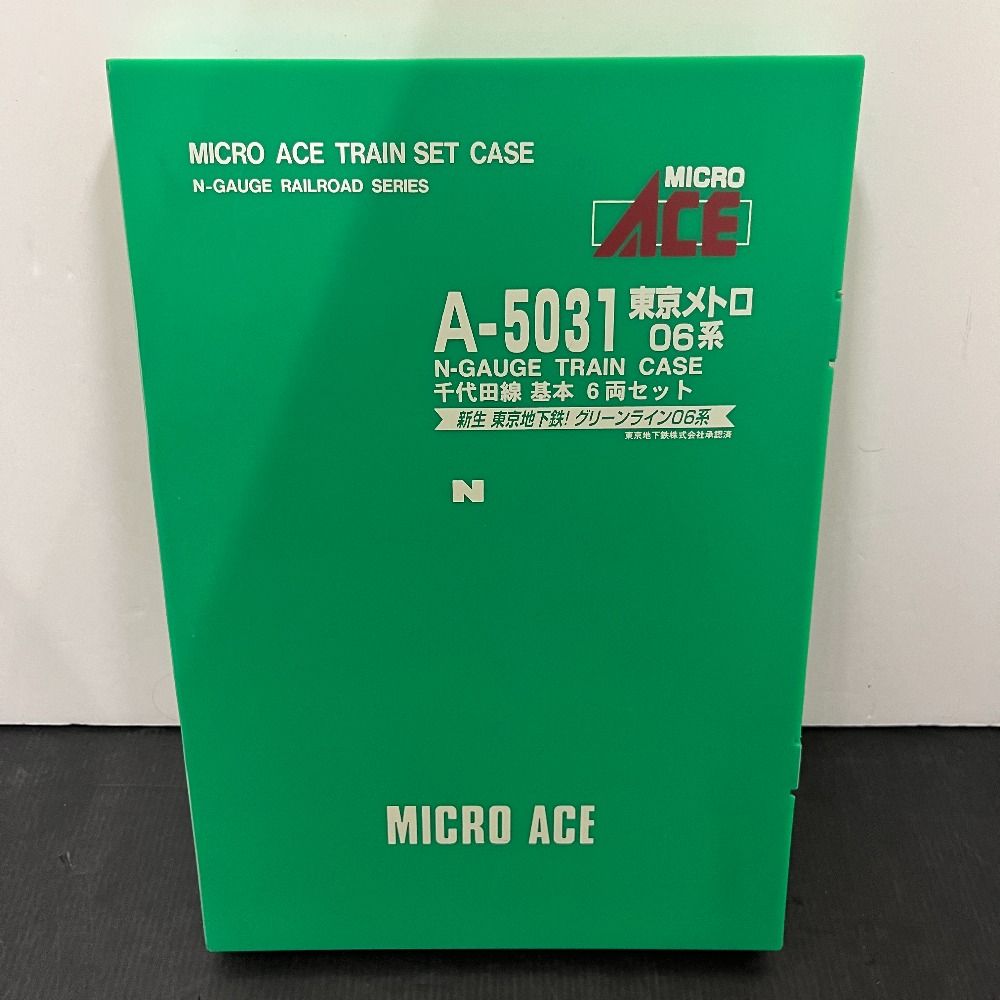 MICRO ACE TRAIN SET CASE
N-GAUGE RAILROAD SERIES
MICRO
ACE
A-5031 東京メトロ
06系
N-GAUGE TRAIN CASE
千代田線 基本 6両セット
新生 東京地下鉄! グリーンライン06系
東京地下鉄株式会社承認済
N
MICRO ACE